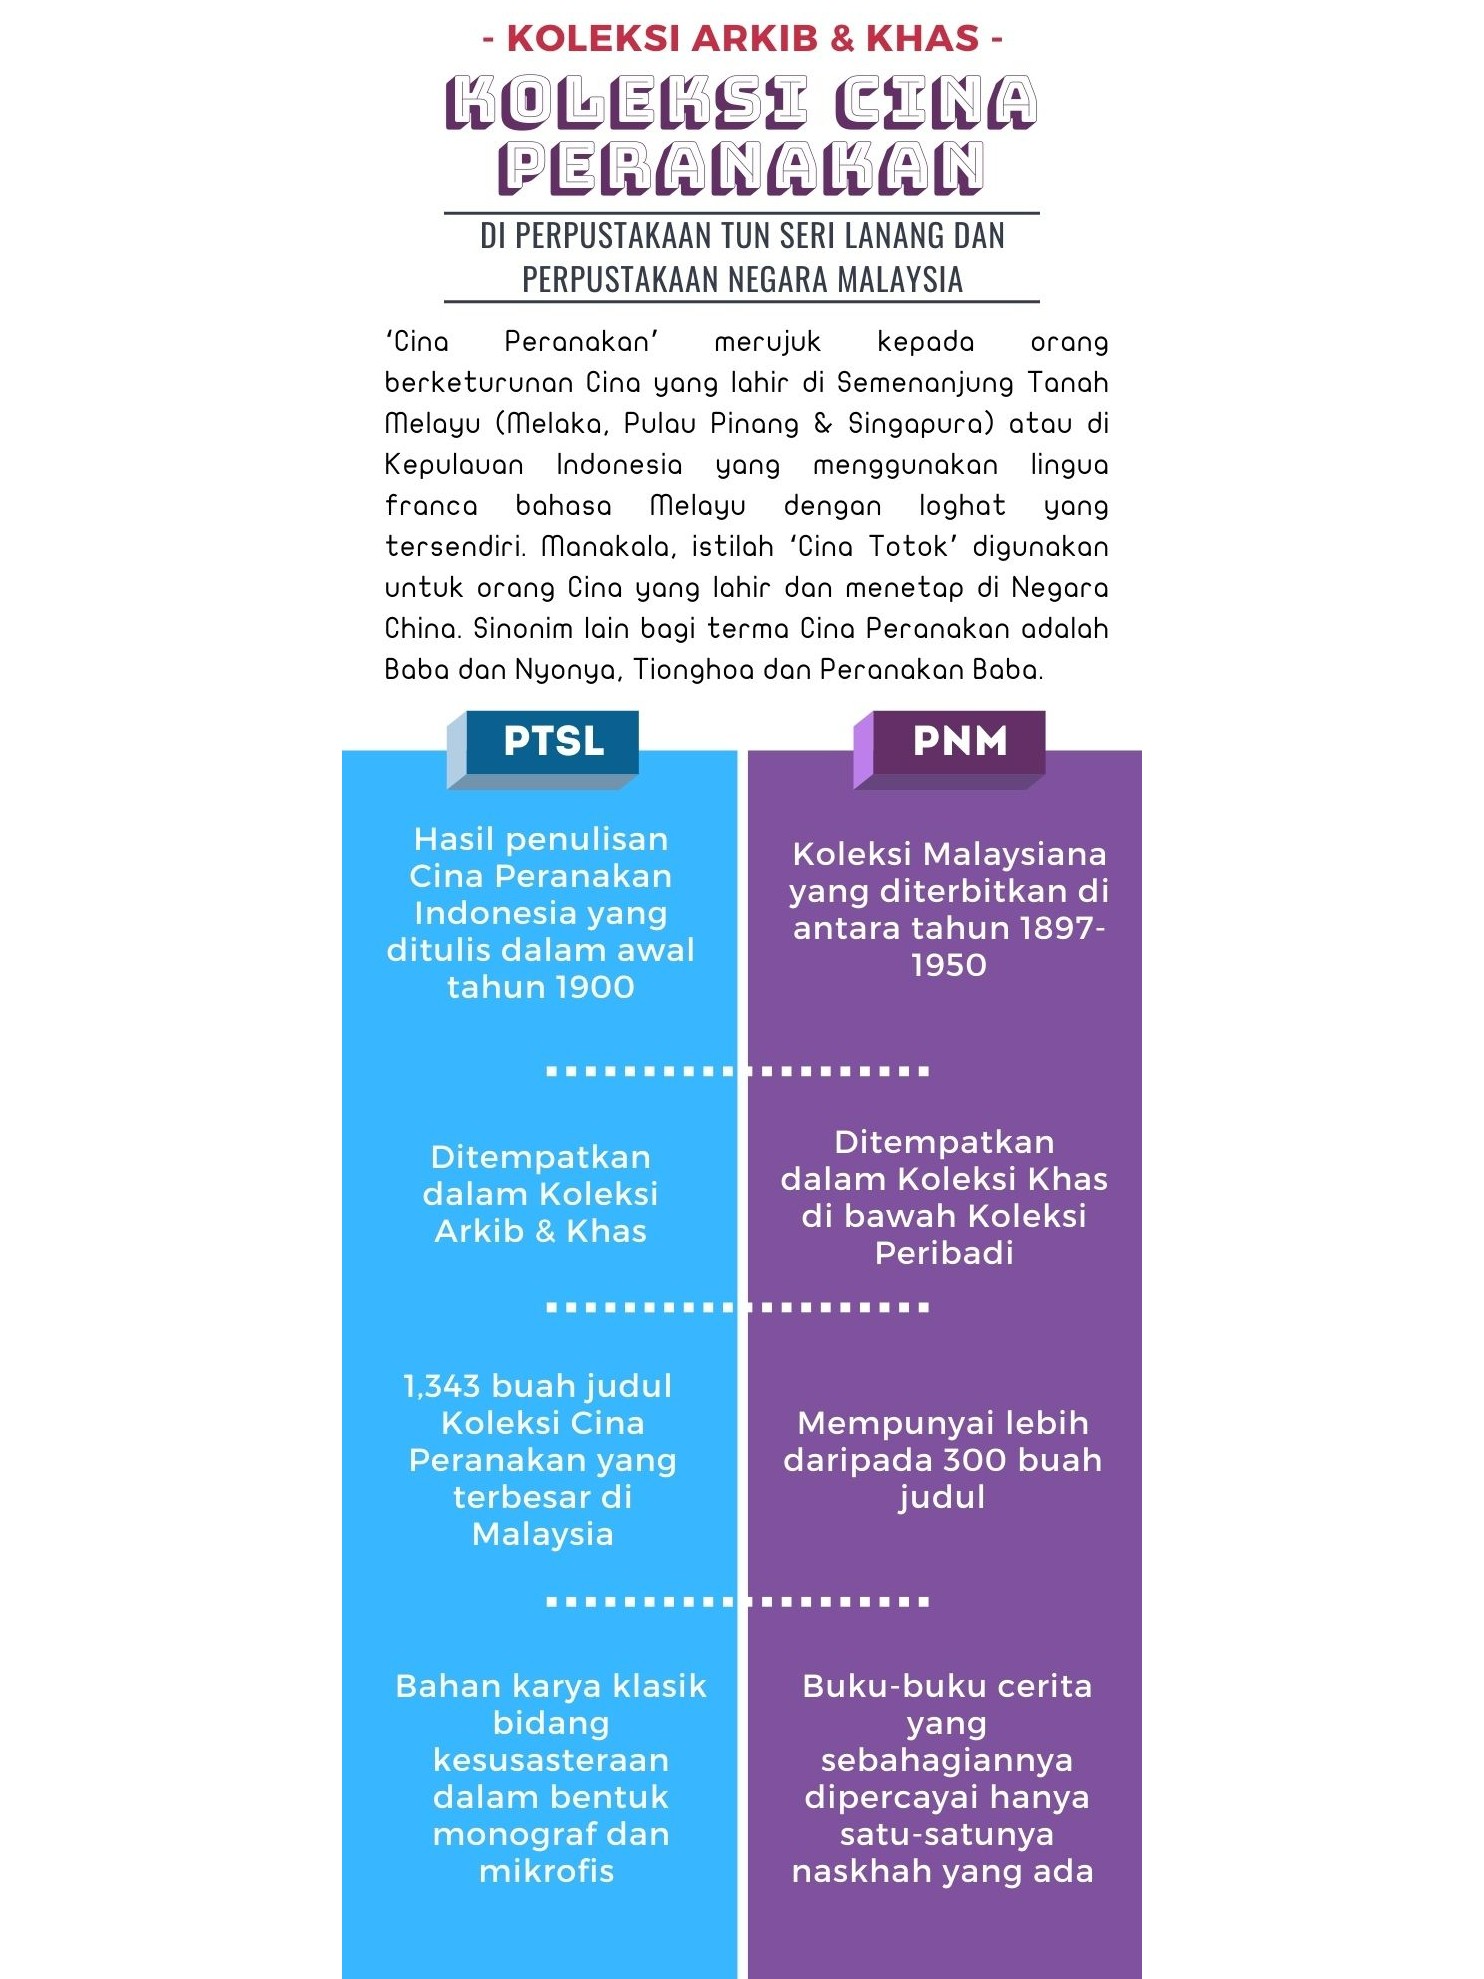 - KOLEKSI ARKIB & KHAS -
KOLEKSI CINA
PERANAKAN
DI PERPUSTAKAAN TUN SERI LANANG DAN
PERPUSTAKAAN NEGARA MALAYSIA
‘Cina Peranakan’ merujuk kepada orang
berketurunan Cina yang lahir di Semenanjung Tanah
Melayu (Melaka, Pulau Pinang & Singapura) atau di
Kepulauan Indonesia yang menggunakan lingua
franca bahasa Melayu dengan loghat yang
tersendiri. Manakala, istilah ‘Cina Totok’ digunakan
untuk orang Cina yang lahir dan menetap di Negara
China. Sinonim lain bagi terma Cina Peranakan adalah
Baba dan Nyonya, Tionghoa dan Peranakan Baba.
PTSL
Hasil penulisan
Cina Peranakan
Indonesia yang
ditulis dalam awal
tahun 1900
Ditempatkan
dalam Koleksi
Arkib & Khas
1,343 buah judul
Koleksi Cina
Peranakan yang
terbesar di
Malaysia
Bahan karya klasik
bidang
kesusasteraan
dalam bentuk
monograf dan
mikrofis
PNM
Koleksi Malaysiana
yang diterbitkan di
antara tahun 1897-
1950
Ditempatkan
dalam Koleksi Khas
di bawah Koleksi
Peribadi
Mempunyai lebih
daripada 300 buah
judul
Buku-buku cerita
yang
sebahagiannya
dipercayai hanya
satu-satunya
naskhah yang ada